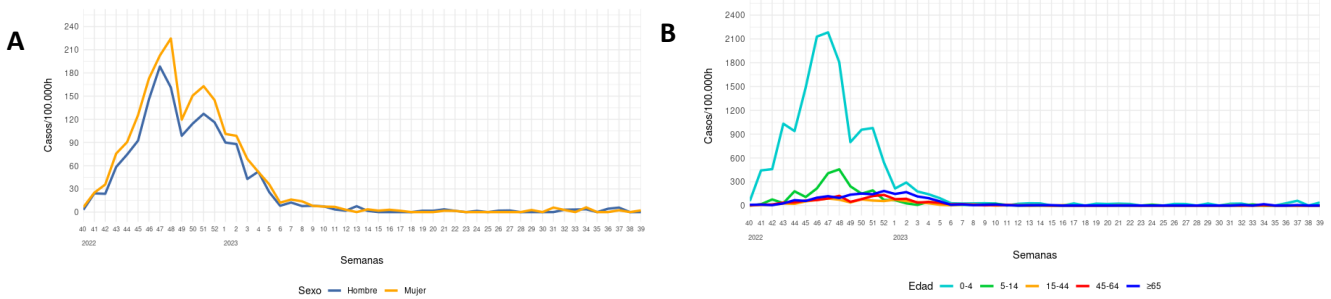 A
Casos/100.000h
240
210
180
150
120
90
60
30
0
40 41 42 43 44 45 46 47 48 49 50 51 52 1 2 3 4 5 6 7 8 9 10 11 12 13 14 15 16 17 18 19 20 21 22 23 24 25 26 27 28 29 30 31 32 33 34 35 36 37 38 39
2022 2023
Semanas
Sexo Hombre Mujer
B
Casos/100.000h
2400
2100
1800
1500
1200
900
600
300
0
40 41 42 43 44 45 46 47 48 49 50 51 52 1 2 3 4 5 6 7 8 9 10 11 12 13 14 15 16 17 18 19 20 21 22 23 24 25 26 27 28 29 30 31 32 33 34 35 36 37 38 39
2022 2023
Semanas
Edad 0-4 5-14 15-44 45-64 ≥65